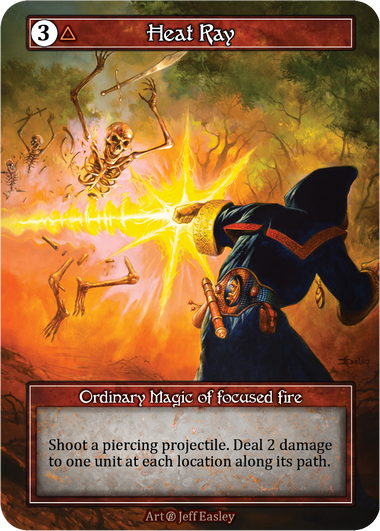 3
Heat Ray
Easley
Ordinary Magic of focused fire
Shoot a piercing projectile. Deal 2 damage
to one unit at each location along its path.
Art @ Jeff Easley